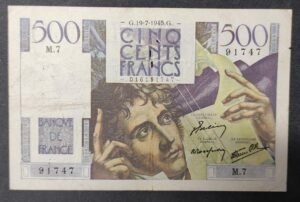 G.19-7-1945.G.
500
CINQ
500
M.7
CENTS
91747
FRANCS
BANQUE
DE
FRANCE
91747
M.7